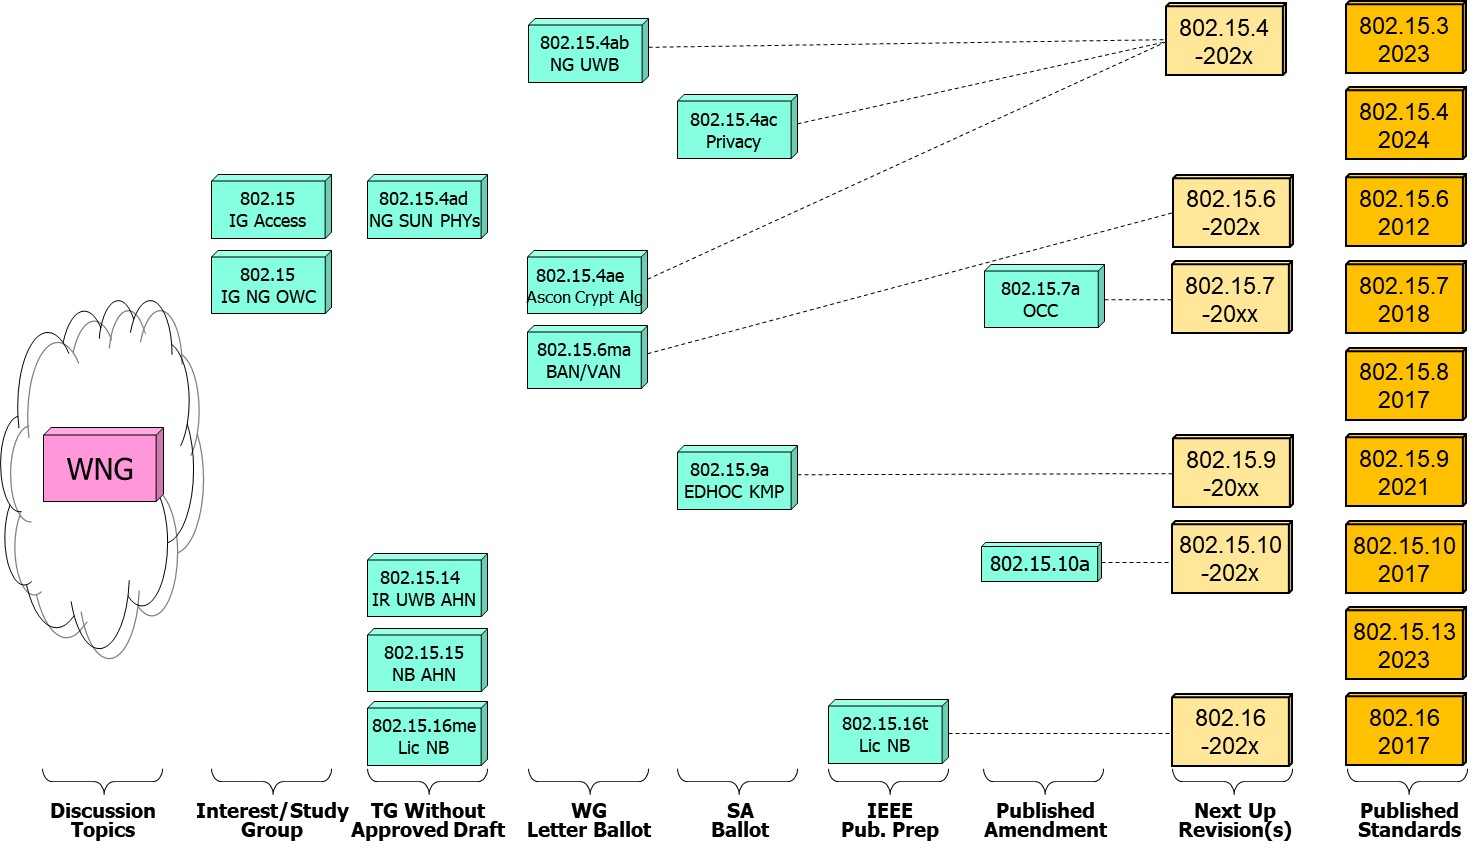 802.15.4ab
NG UWB
802.15.4
-202x
802.15.3
2023
802.15.4ac
Privacy
802.15.4
2024
802.15
IG Access
802.15.4ad
NG SUN PHYs
802.15.6
-202x
802.15.6
2012
802.15
IG NG OWC
802.15.4ae
Ascon Crypt Alg
802.15.7a
OCC
802.15.7
-20xx
802.15.7
2018
802.15.6ma
BAN/VAN
802.15.8
2017
WNG
802.15.9a
EDHOC KMP
802.15.9
-20xx
802.15.9
2021
802.15.14
IR UWB AHN
802.15.10a
802.15.10
-202x
802.15.10
2017
802.15.15
NB AHN
802.15.13
2023
802.15.16me
Lic NB
802.15.16t
Lic NB
802.16
-202x
802.16
2017
Discussion
Topics
Interest/Study
Group
TG Without
Approved Draft
WG
Letter Ballot
SA
Ballot
IEEE
Pub. Prep
Published
Amendment
Next Up
Revision(s)
Published
Standards